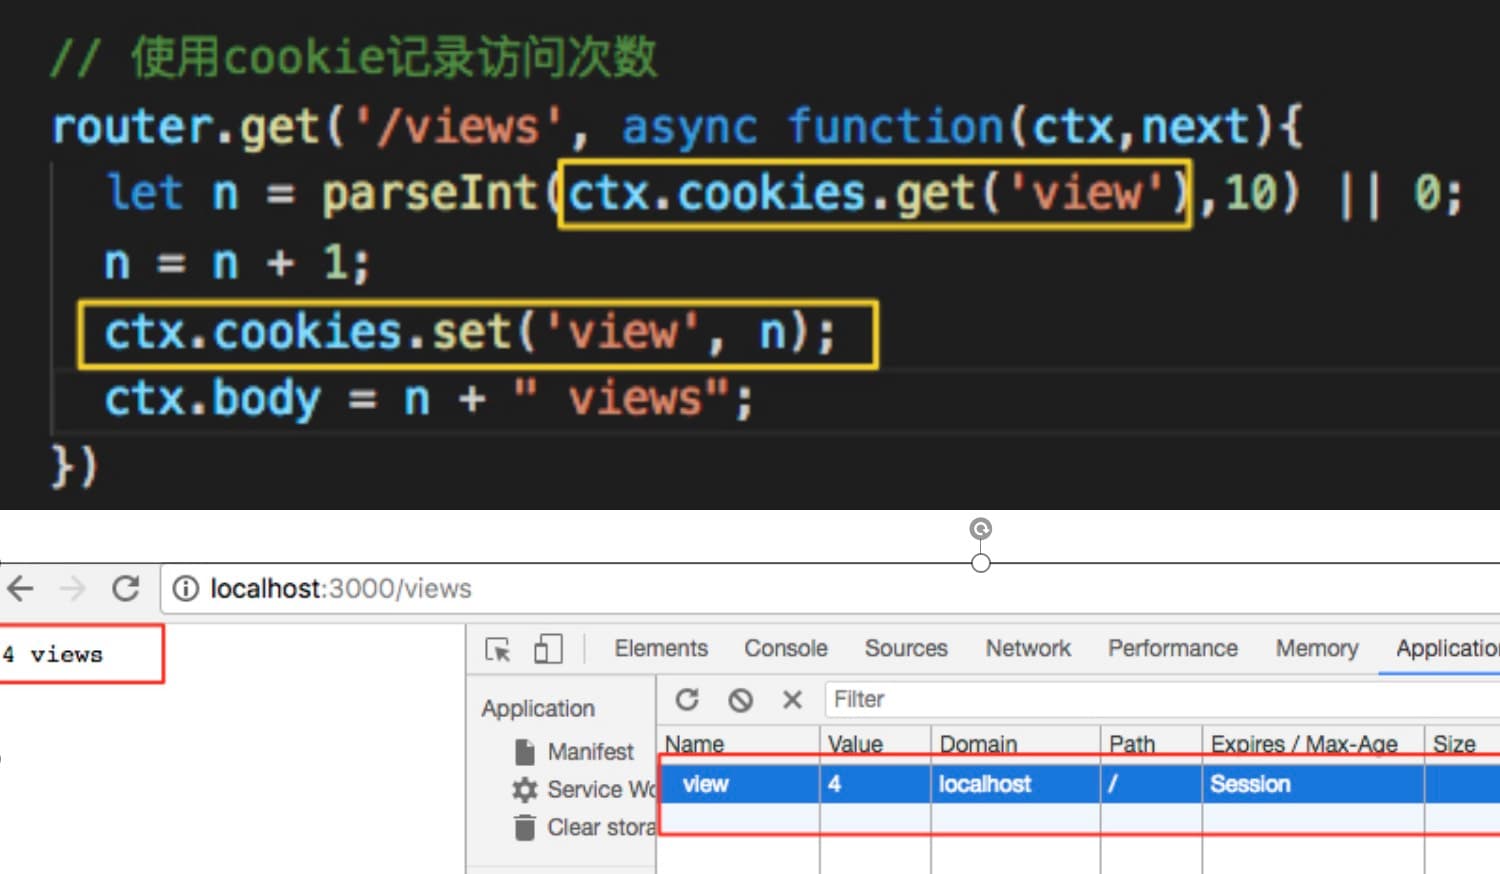 // 使用cookie记录访问次数
router.get('/views', async function(ctx,next){
let n = parseInt(ctx.cookies.get('view'),10) || 0;
n = n + 1;
ctx.cookies.set('view', n);
ctx.body = n + " views";
})
localhost:3000/views
4 views
Elements Console Sources Network Performance Memory Applicatio
Application
Filter
Name Value Domain Path Expires / Max-Age Size
Manifest
view 4 localhost / Session
Service Wo
Clear stora